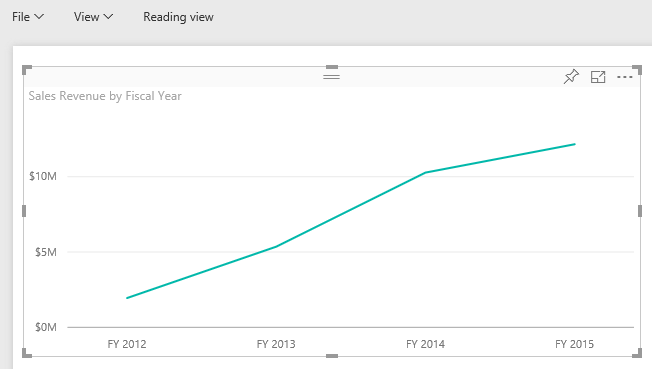 File View Reading view
Sales Revenue by Fiscal Year
$10M
$5M
$0M
FY 2012 FY 2013 FY 2014 FY 2015